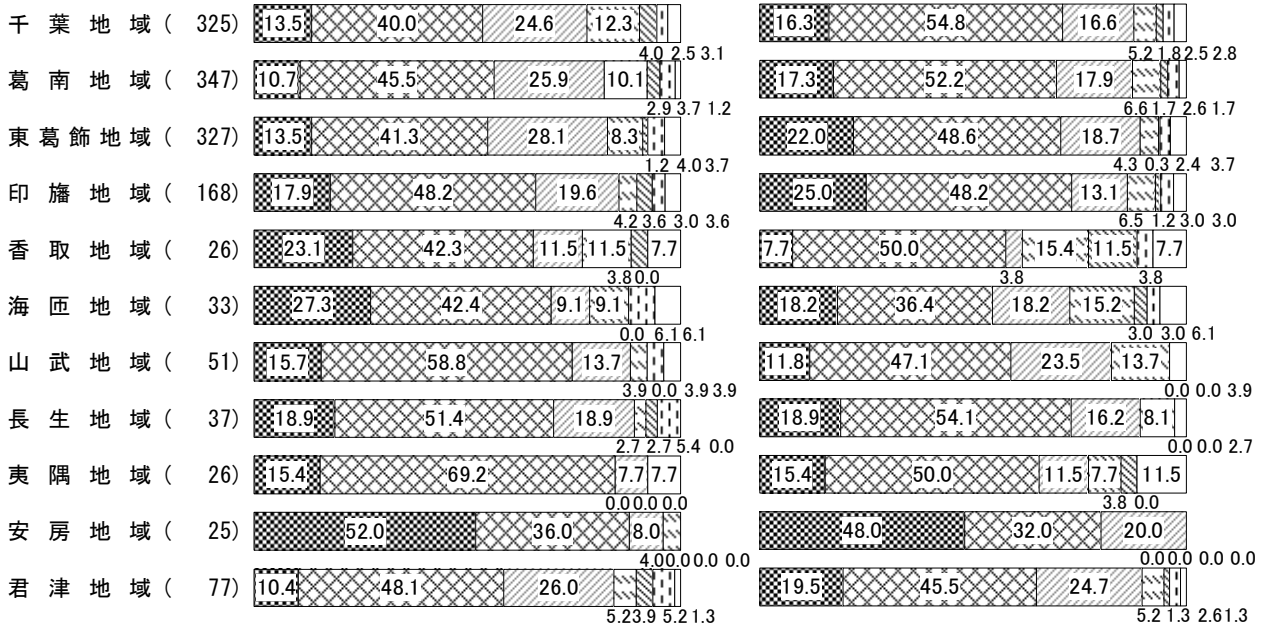 千葉地域( 325) 13.5 40.0 24.6 12.3 16.3 54.8 16.6
4.0 2.5 3.1 5.2 1.8 2.5 2.8
葛南地域( 347) 10.7 45.5 25.9 10.1 17.3 52.2 17.9
2.9 3.7 1.2 6.6 1.7 2.6 1.7
東葛飾地域( 327) 13.5 41.3 28.1 8.3 22.0 48.6 18.7
1.2 4.0 3.7 4.3 0.3 2.4 3.7
印旛地域( 168) 17.9 48.2 19.6 25.0 48.2 13.1
4.2 3.6 3.0 3.6 6.5 1.2 3.0 3.0
香取地域( 26) 23.1 42.3 11.5 11.5 7.7 7.7 50.0 15.4 11.5 7.7
3.8 0.0 3.8 3.8
海匝地域( 33) 27.3 42.4 9.1 9.1 18.2 36.4 18.2 15.2
0.0 6.1 6.1 3.0 3.0 6.1
山武地域( 51) 15.7 58.8 13.7 11.8 47.1 23.5 13.7
3.9 0.0 3.9 3.9 0.0 0.0 3.9
長生地域( 37) 18.9 51.4 18.9 18.9 54.1 16.2 8.1
2.7 2.7 5.4 0.0 0.0 0.0 2.7
夷隅地域( 26) 15.4 69.2 7.7 7.7 15.4 50.0 11.5 7.7 11.5
0.0 0.0 0.0 3.8 0.0
安房地域( 25) 52.0 36.0 8.0 48.0 32.0 20.0
4.0 0.0 0.0 0.0 0.0 0.0 0.0 0.0
君津地域( 77) 10.4 48.1 26.0 19.5 45.5 24.7
5.2 3.9 5.2 1.3 5.2 1.3 2.6 1.3